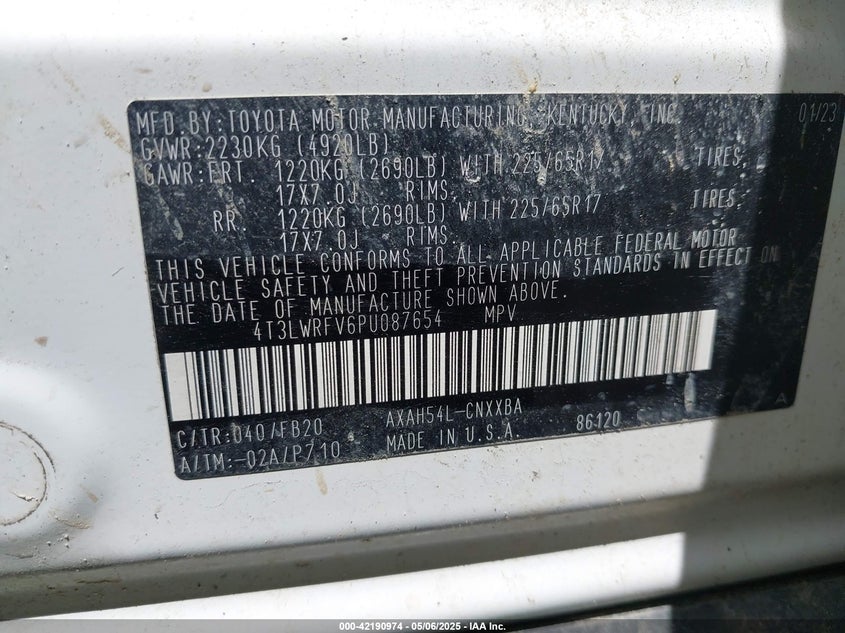 MFD. BY: TOYOTA MOTOR MANUFACTURING, KENTUCKY, INC. 01/23
GVWR: 2230KG (4920LB)
GAWR: FRT. 1220KG (2690LB) WITH 225/65R17 TIRES,
17X7.0J RIMS,
RR. 1220KG (2690LB) WITH 225/65R17 TIRES,
17X7.0J RIMS.
THIS VEHICLE CONFORMS TO ALL APPLICABLE FEDERAL MOTOR
VEHICLE SAFETY AND THEFT PREVENTION STANDARDS IN EFFECT ON
THE DATE OF MANUFACTURE SHOWN ABOVE.
4T3LWRFV6PU087654 MPV
C/TR: 040/FB20 AXAH54L-CNXXBA A
A/TM: -02A/P710 MADE IN U.S.A. 86120
000-42190974 — 05/06/2025 — IAA Inc.